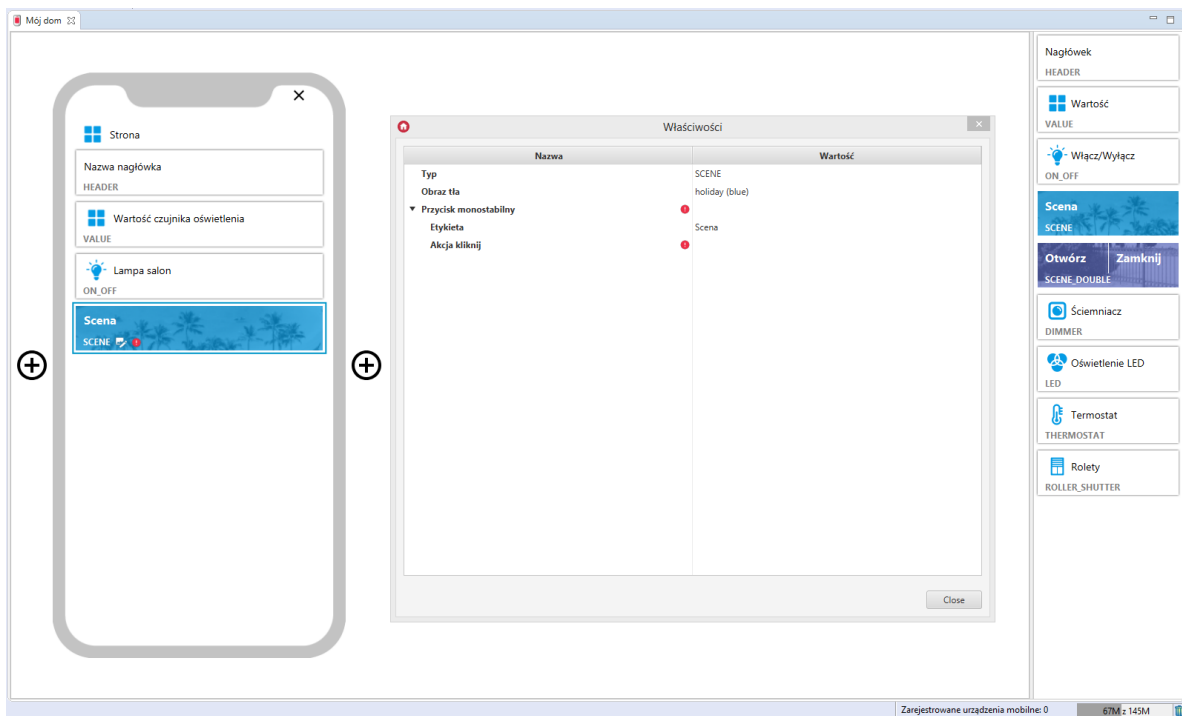 Mój dom
Strona
Nazwa nagłówka
HEADER
Wartość czujnika oświetlenia
VALUE
Lampa salon
ON_OFF
Scena
SCENE
Właściwości
Nazwa Wartość
Typ SCENE
Obraz tła holiday (blue)
Przycisk monostabilny
Etykieta Scena
Akcja kliknij
Close
Nagłówek
HEADER
Wartość
VALUE
Włącz/Wyłącz
ON_OFF
Scena
SCENE
Otwórz Zamknij
SCENE_DOUBLE
Ściemniacz
DIMMER
Oświetlenie LED
LED
Termostat
THERMOSTAT
Rolety
ROLLER_SHUTTER
Zarejestrowane urządzenia mobilne: 0 67M z 145M